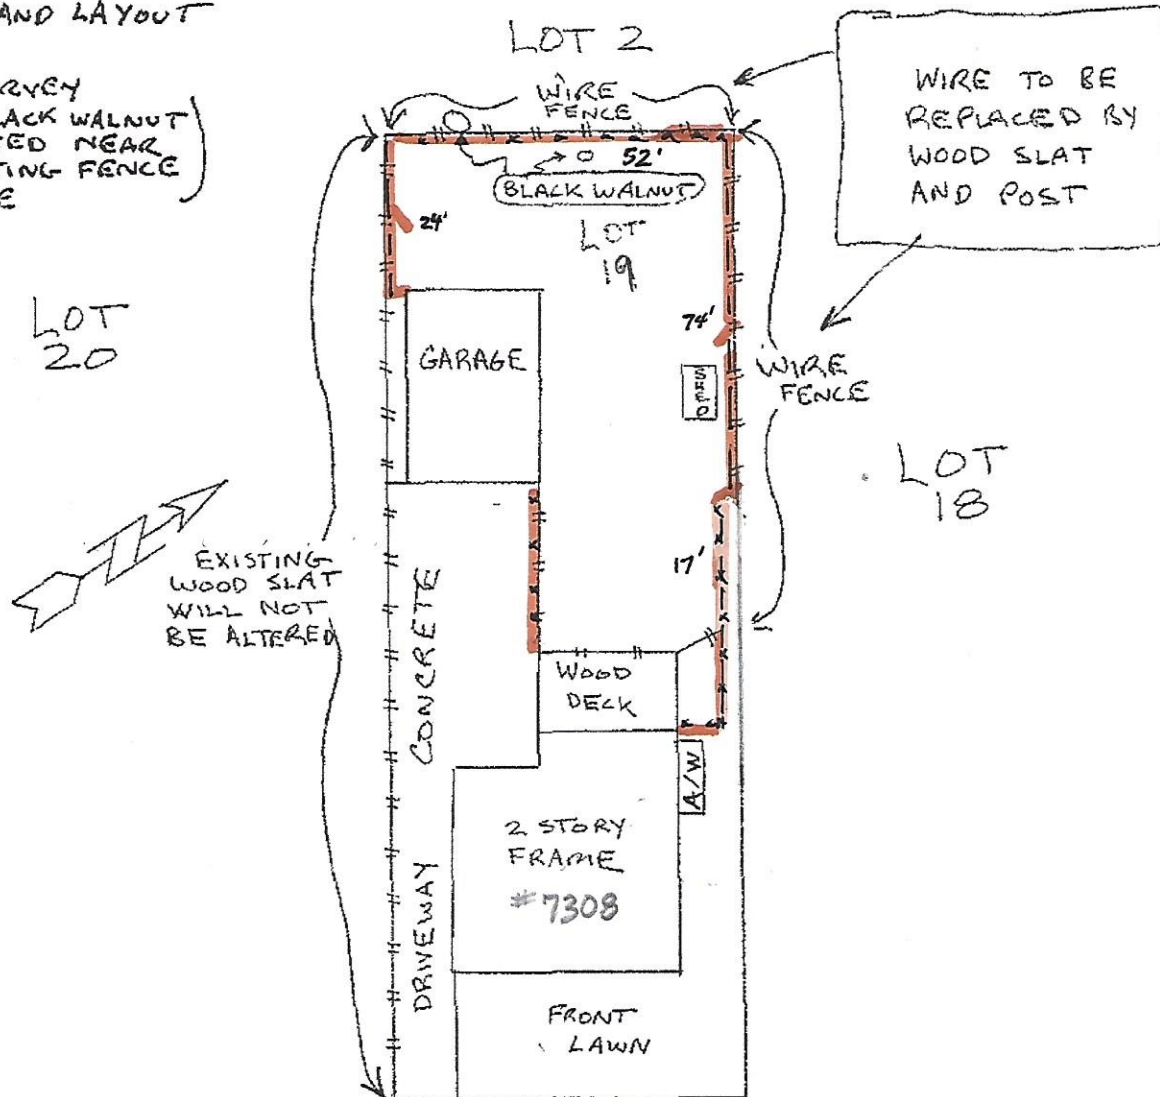 AND LAYOUT
RVEY
LACK WALNUT
TED NEAR
TING FENCE
E
LOT 2
WIRE
FENCE
WIRE TO BE
REPLACED BY
WOOD SLAT
AND POST
52'
BLACK WALNUT
24'
LOT
19
LOT
20
GARAGE
74'
SHED
WIRE
FENCE
LOT
18
N
EXISTING
WOOD SLAT
WILL NOT
BE ALTERED
17'
CONCRETE
DRIVEWAY
WOOD
DECK
A/W
2 STORY
FRAME
#7308
FRONT
LAWN